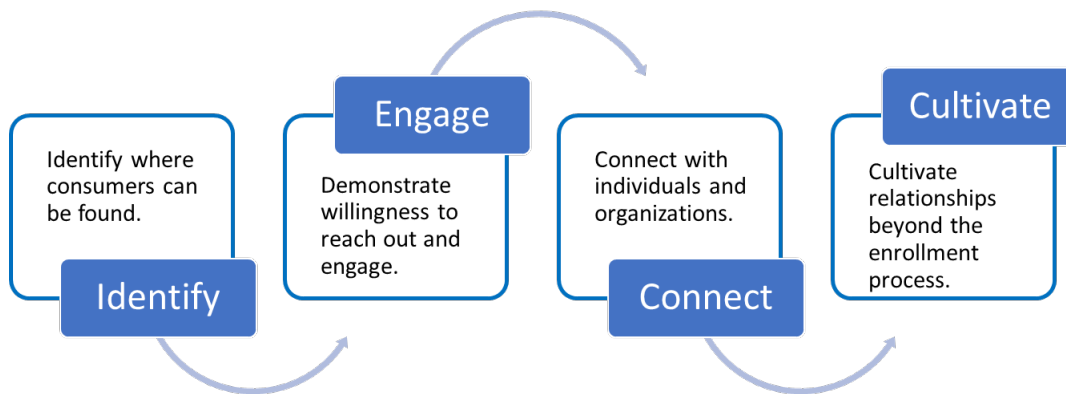 Identify where
consumers can
be found.
Identify
Engage
Demonstrate
willingness to
reach out and
engage.
Connect with
individuals and
organizations.
Connect
Cultivate
Cultivate
relationships
beyond the
enrollment
process.